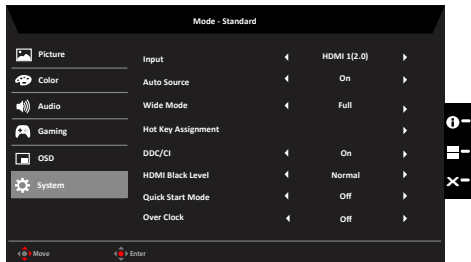 Mode - Standard
Picture
Color
Audio
Gaming
OSD
System
Input HDMI 1(2.0)
Auto Source On
Wide Mode Full
Hot Key Assignment
DDC/CI On
HDMI Black Level Normal
Quick Start Mode Off
Over Clock Off
Move Enter